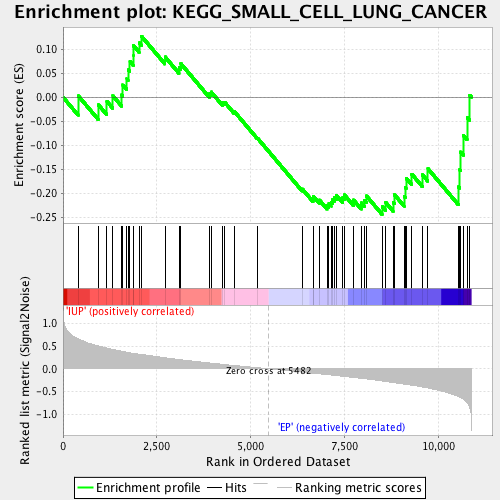 Enrichment plot: KEGG_SMALL_CELL_LUNG_CANCER
Enrichment score (ES)
0.10
0.05
0.00
-0.05
-0.10
-0.15
-0.20
-0.25
'IUP' (positively correlated)
Ranked list metric (Signal2Noise)
1.0
0.5
0.0
-0.5
-1.0
Zero cross at 5482
'EP' (negatively correlated)
0 2,500 5,000 7,500 10,000
Rank in Ordered Dataset
Enrichment profile Hits Ranking metric scores